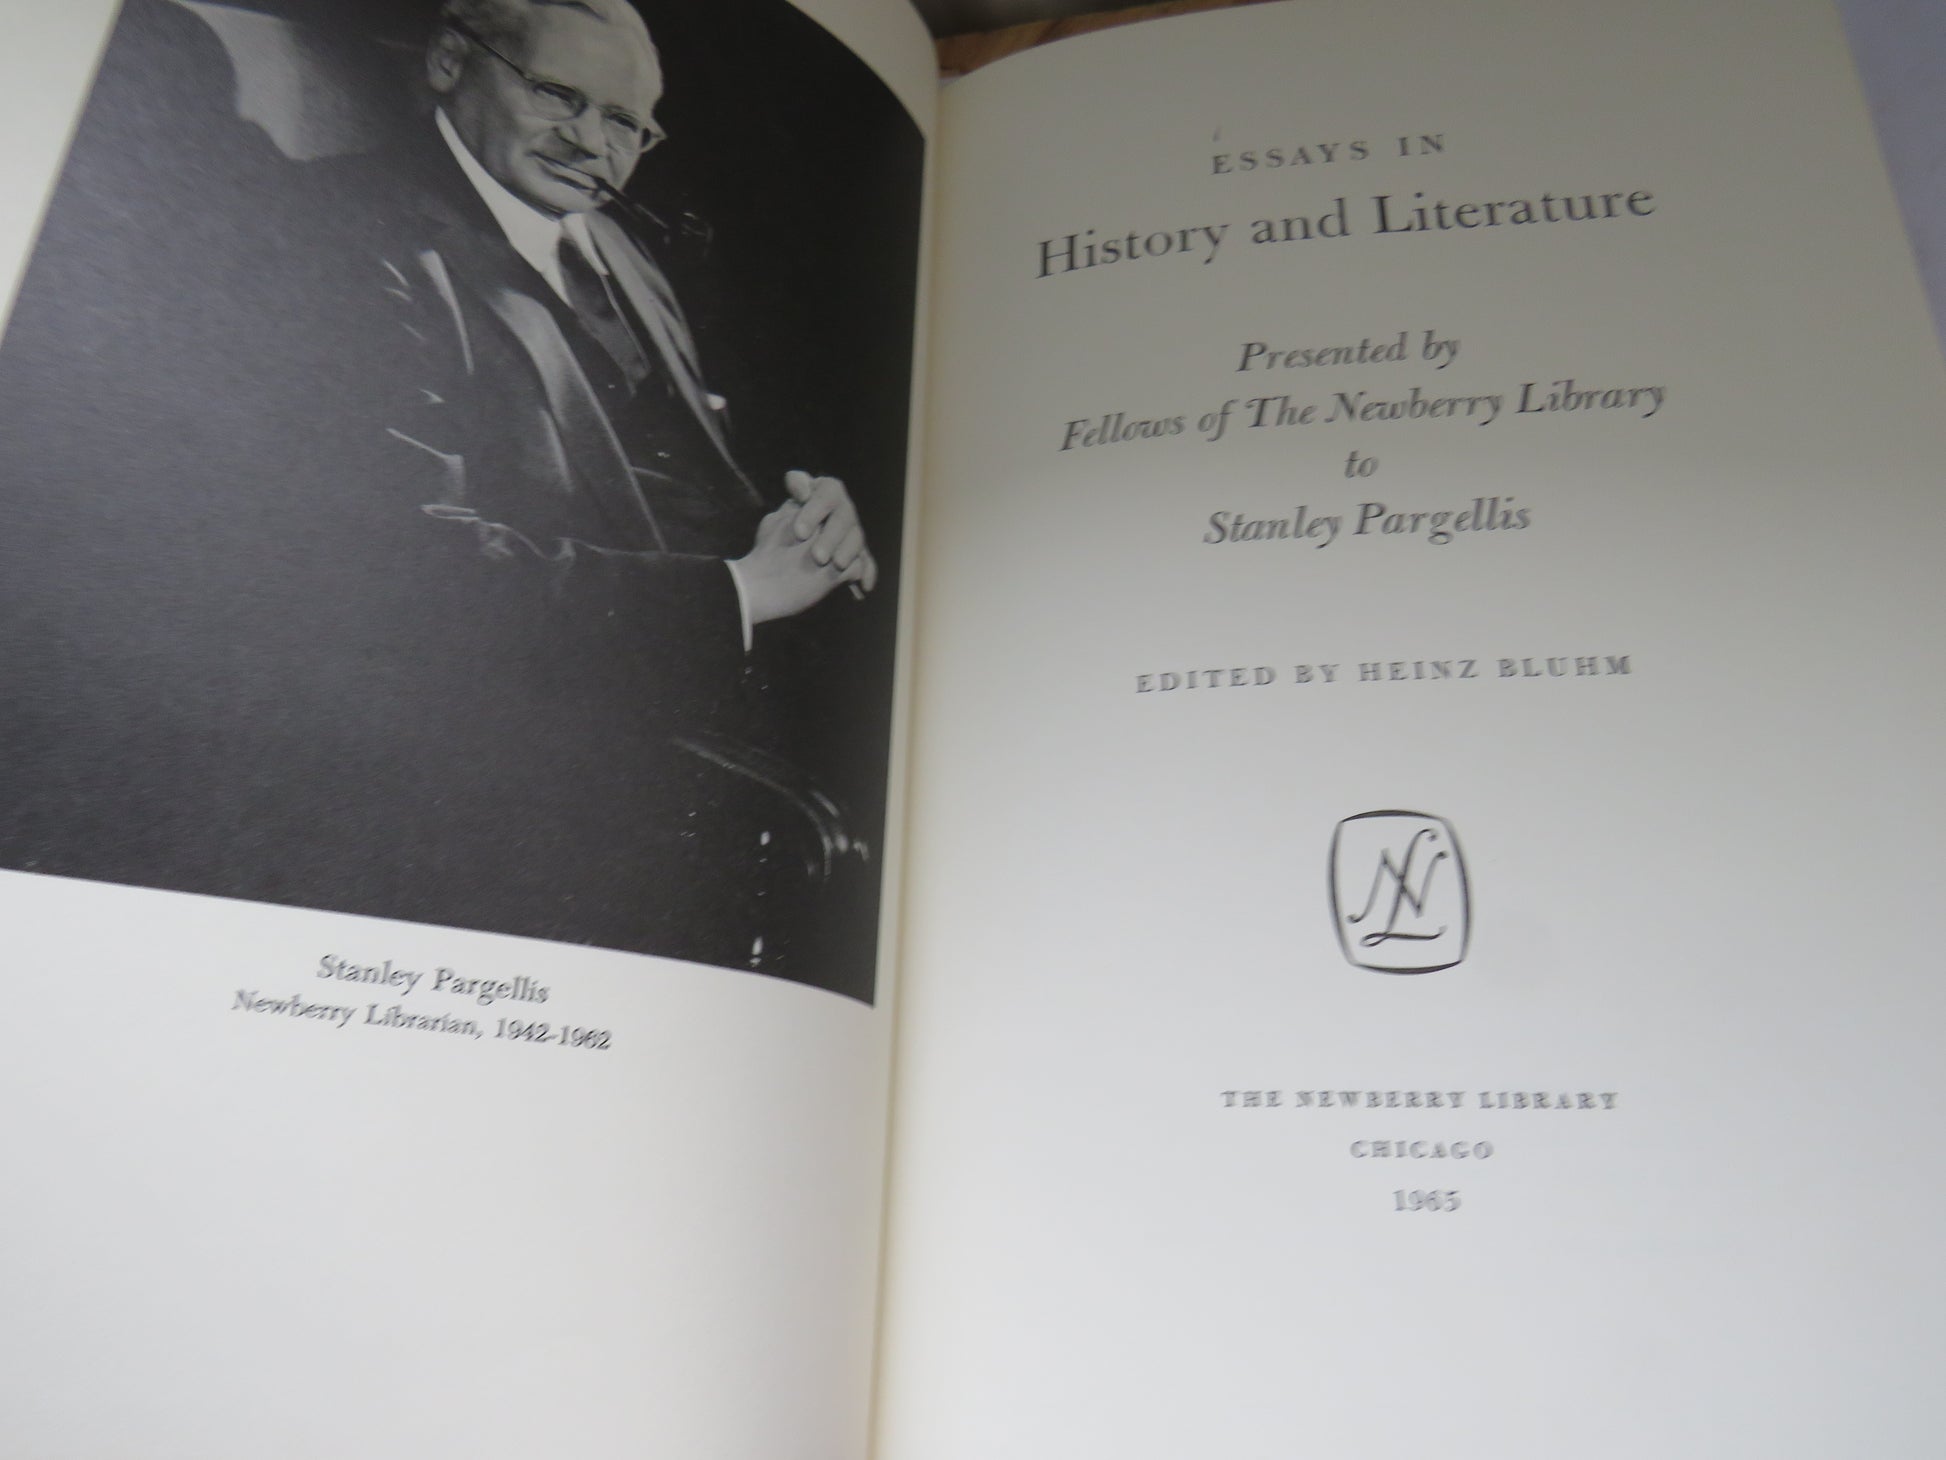 Stanley Pargellis
Newberry Librarian, 1942-1962
ESSAYS IN
History and Literature
Presented by
Fellows of The Newberry Library
to
Stanley Pargellis
EDITED BY HEINZ BLUHM
NL
THE NEWBERRY LIBRARY
CHICAGO
1965